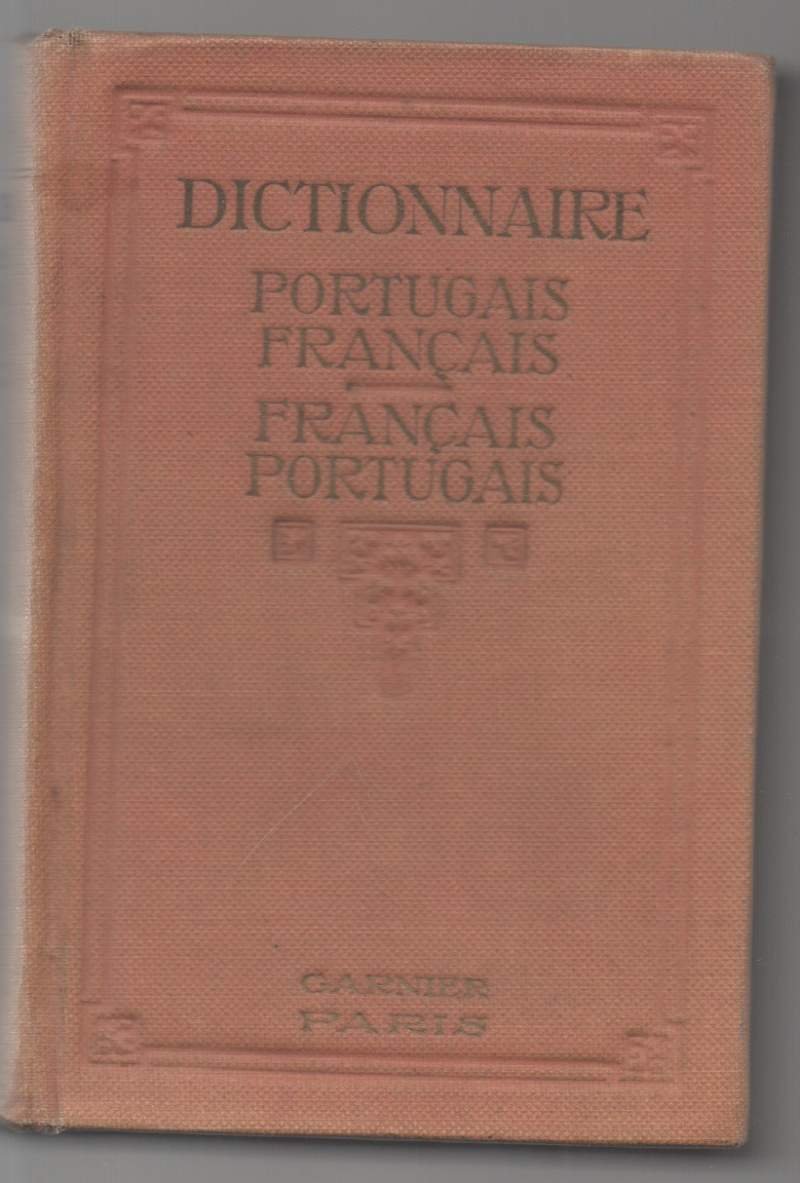 DICTIONNAIRE
PORTUGAIS
FRANÇAIS
FRANÇAIS
PORTUGAIS
GARNIER
PARIS